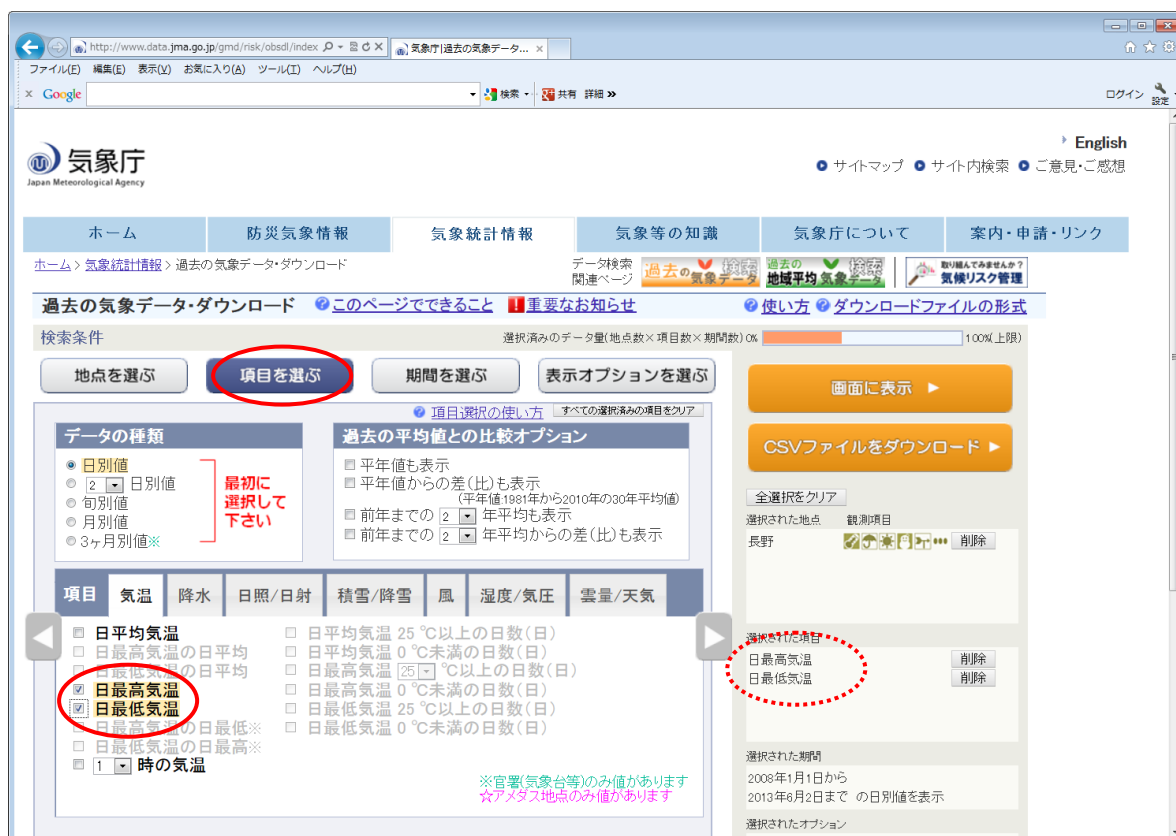 http://www.data.jma.go.jp/gmd/risk/obsdl/index
気象庁|過去の気象データ... ×
ファイル(F) 編集(E) 表示(V) お気に入り(A) ツール(T) ヘルプ(H)
× Google 検索 共有 詳細 »
ログイン 設定
気象庁
Japan Meteorological Agency
English
サイトマップ サイト内検索 ご意見・ご感想
ホーム 防災気象情報 気象統計情報 気象等の知識 気象庁について 案内・申請・リンク
ホーム > 気象統計情報 > 過去の気象データ・ダウンロード
データ検索
関連ページ
過去の気象データ 検索
過去の地域平均気象データ 検索
取り組んでみませんか?
気候リスク管理
過去の気象データ・ダウンロード このページでできること 重要なお知らせ 使い方 ダウンロードファイルの形式
検索条件 選択済みのデータ量(地点数×項目数×期間数) 0% 100%(上限)
地点を選ぶ 項目を選ぶ 期間を選ぶ 表示オプションを選ぶ
項目選択の使い方 すべての選択済みの項目をクリア
データの種類
日別値
2 日別値
旬別値
月別値
3ヶ月別値※
最初に
選択して
下さい
過去の平均値との比較オプション
平年値も表示
平年値からの差(比)も表示
(平年値:1981年から2010年の30年平均値)
前年までの 2 年平均も表示
前年までの 2 年平均からの差(比)も表示
項目 気温 降水 日照/日射 積雪/降雪 風 湿度/気圧 雲量/天気
日平均気温 日平均気温 25 ℃以上の日数(日)
日最高気温の日平均 日平均気温 0 ℃未満の日数(日)
日最低気温の日平均 日最高気温 25 ℃以上の日数(日)
日最高気温 日最高気温 0 ℃未満の日数(日)
日最低気温 日最低気温 25 ℃以上の日数(日)
日最高気温の日最低※ 日最低気温 0 ℃未満の日数(日)
日最低気温の日最高※
1 時の気温
※官署(気象台等)のみ値があります
☆アメダス地点のみ値があります
画面に表示
CSVファイルをダウンロード
全選択をクリア
選択された地点 観測項目
長野 削除
選択された項目
日最高気温 削除
日最低気温 削除
選択された期間
2008年1月1日から
2013年6月2日まで の日別値を表示
選択されたオプション